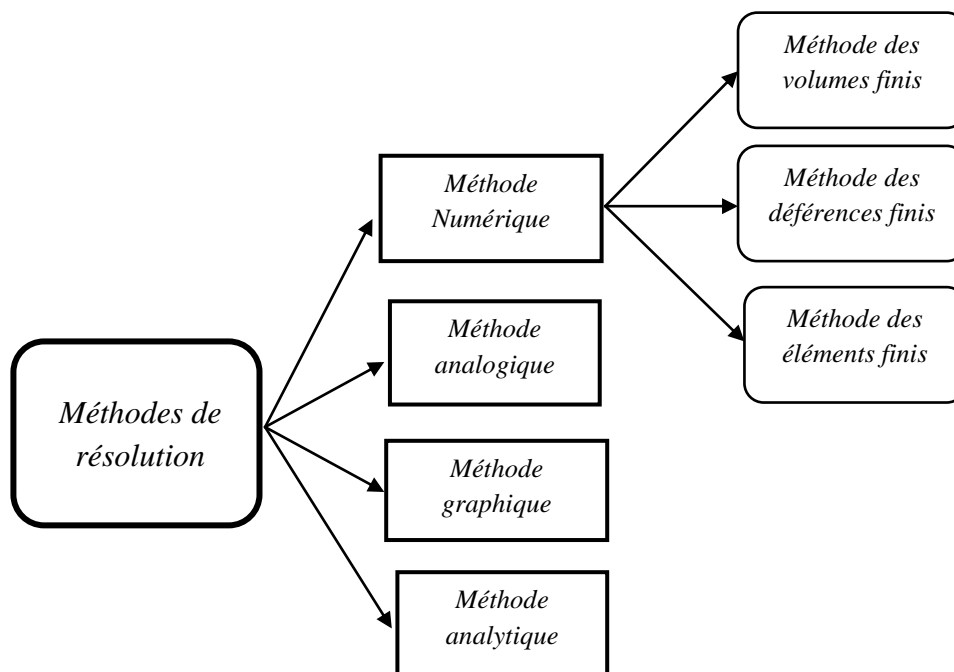 Méthode des
volumes finis
Méthode
Numérique
Méthode des
déférences finis
Méthode des
éléments finis
Méthode
analogique
Méthodes de
résolution
Méthode
graphique
Méthode
analytique